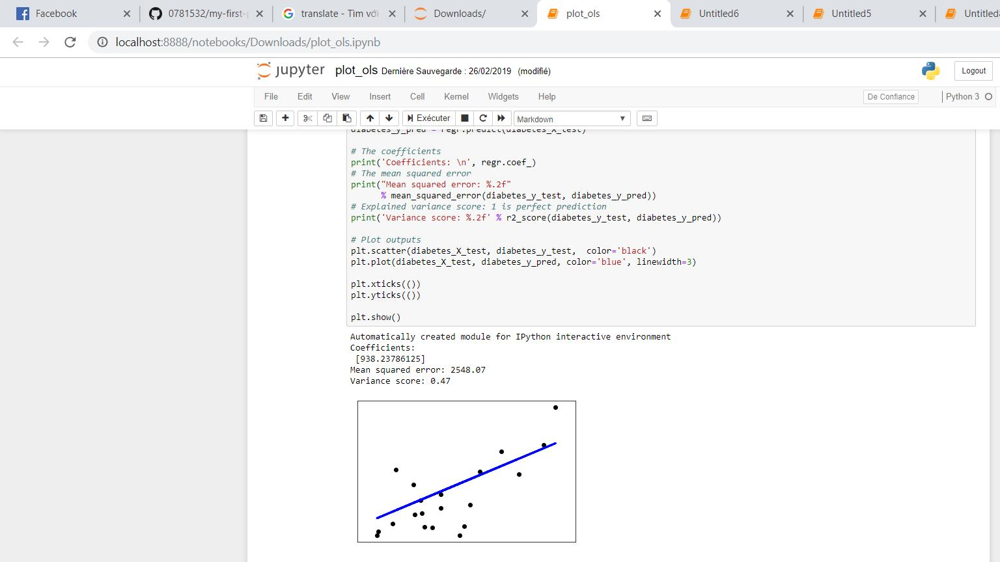 Facebook
0781532/my-first-
translate - Tìm với
Downloads/
plot_ols
Untitled6
Untitled5
Untitled
localhost:8888/notebooks/Downloads/plot_ols.ipynb
jupyter plot_ols Dernière Sauvegarde : 26/02/2019 (modifié)
Logout
File Edit View Insert Cell Kernel Widgets Help
De Confiance
Python 3
Exécuter
Markdown
diabetes_y_pred = regr.predict(diabetes_X_test)
# The coefficients
print('Coefficients: \n', regr.coef_)
# The mean squared error
print("Mean squared error: %.2f"
      % mean_squared_error(diabetes_y_test, diabetes_y_pred))
# Explained variance score: 1 is perfect prediction
print('Variance score: %.2f' % r2_score(diabetes_y_test, diabetes_y_pred))
# Plot outputs
plt.scatter(diabetes_X_test, diabetes_y_test,  color='black')
plt.plot(diabetes_X_test, diabetes_y_pred, color='blue', linewidth=3)
plt.xticks(())
plt.yticks(())
plt.show()
Automatically created module for IPython interactive environment
Coefficients:
 [938.23786125]
Mean squared error: 2548.07
Variance score: 0.47